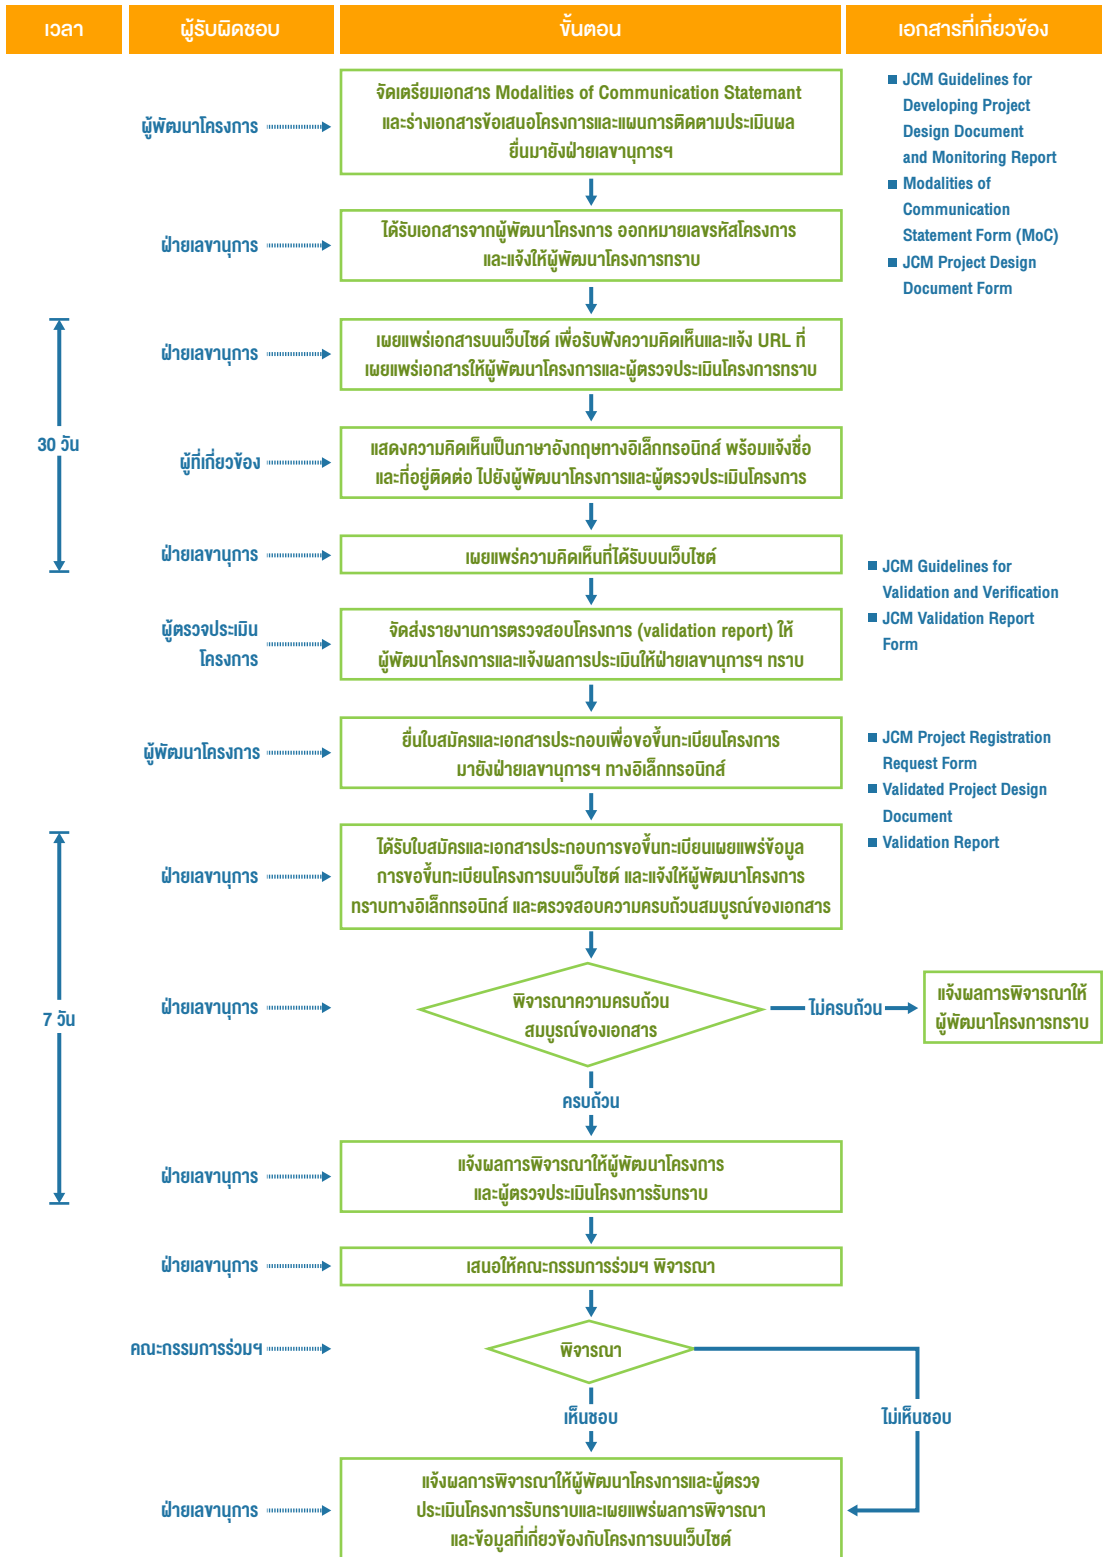 เวลา
ผู้รับผิดชอบ
ขั้นตอน
เอกสารที่เกี่ยวข้อง
ผู้พัฒนาโครงการ
จัดเตรียมเอกสาร Modalities of Communication Statemant
และร่างเอกสารข้อเสนอโครงการและแผนการติดตามประเมินผล
ยื่นมายังฝ่ายเลขานุการฯ
JCM Guidelines for
Developing Project
Design Document
and Monitoring Report
Modalities of
Communication
Statement Form (MoC)
JCM Project Design
Document Form
ฝ่ายเลขานุการ
ได้รับเอกสารจากผู้พัฒนาโครงการ ออกหมายเลขรหัสโครงการ
และแจ้งให้ผู้พัฒนาโครงการทราบ
30 วัน
ฝ่ายเลขานุการ
เผยแพร่เอกสารบนเว็บไซด์ เพื่อรับฟังความคิดเห็นและแจ้ง URL ที่
เผยแพร่เอกสารให้ผู้พัฒนาโครงการและผู้ตรวจประเมินโครงการทราบ
ผู้ที่เกี่ยวข้อง
แสดงความคิดเห็นเป็นภาษาอังกฤษทางอิเล็กทรอนิกส์ พร้อมแจ้งชื่อ
และที่อยู่ติดต่อ ไปยังผู้พัฒนาโครงการและผู้ตรวจประเมินโครงการ
ฝ่ายเลขานุการ
เผยแพร่ความคิดเห็นที่ได้รับบนเว็บไซต์
JCM Guidelines for
Validation and Verification
JCM Validation Report
Form
ผู้ตรวจประเมิน
โครงการ
จัดส่งรายงานการตรวจสอบโครงการ (validation report) ให้
ผู้พัฒนาโครงการและแจ้งผลการประเมินให้ฝ่ายเลขานุการฯ ทราบ
ผู้พัฒนาโครงการ
ยื่นใบสมัครและเอกสารประกอบเพื่อขอขึ้นทะเบียนโครงการ
มายังฝ่ายเลขานุการฯ ทางอิเล็กทรอนิกส์
JCM Project Registration
Request Form
Validated Project Design
Document
Validation Report
7 วัน
ฝ่ายเลขานุการ
ได้รับใบสมัครและเอกสารประกอบการขอขึ้นทะเบียนเผยแพร่ข้อมูล
การขอขึ้นทะเบียนโครงการบนเว็บไซต์ และแจ้งให้ผู้พัฒนาโครงการ
ทราบทางอิเล็กทรอนิกส์ และตรวจสอบความครบถ้วนสมบูรณ์ของเอกสาร
ฝ่ายเลขานุการ
พิจารณาความครบถ้วน
สมบูรณ์ของเอกสาร
ไม่ครบถ้วน
แจ้งผลการพิจารณาให้
ผู้พัฒนาโครงการทราบ
ครบถ้วน
ฝ่ายเลขานุการ
แจ้งผลการพิจารณาให้ผู้พัฒนาโครงการ
และผู้ตรวจประเมินโครงการรับทราบ
ฝ่ายเลขานุการ
เสนอให้คณะกรรมการร่วมฯ พิจารณา
คณะกรรมการร่วมฯ
พิจารณา
เห็นชอบ
ไม่เห็นชอบ
ฝ่ายเลขานุการ
แจ้งผลการพิจารณาให้ผู้พัฒนาโครงการและผู้ตรวจ
ประเมินโครงการรับทราบและเผยแพร่ผลการพิจารณา
และข้อมูลที่เกี่ยวข้องกับโครงการบนเว็บไซต์